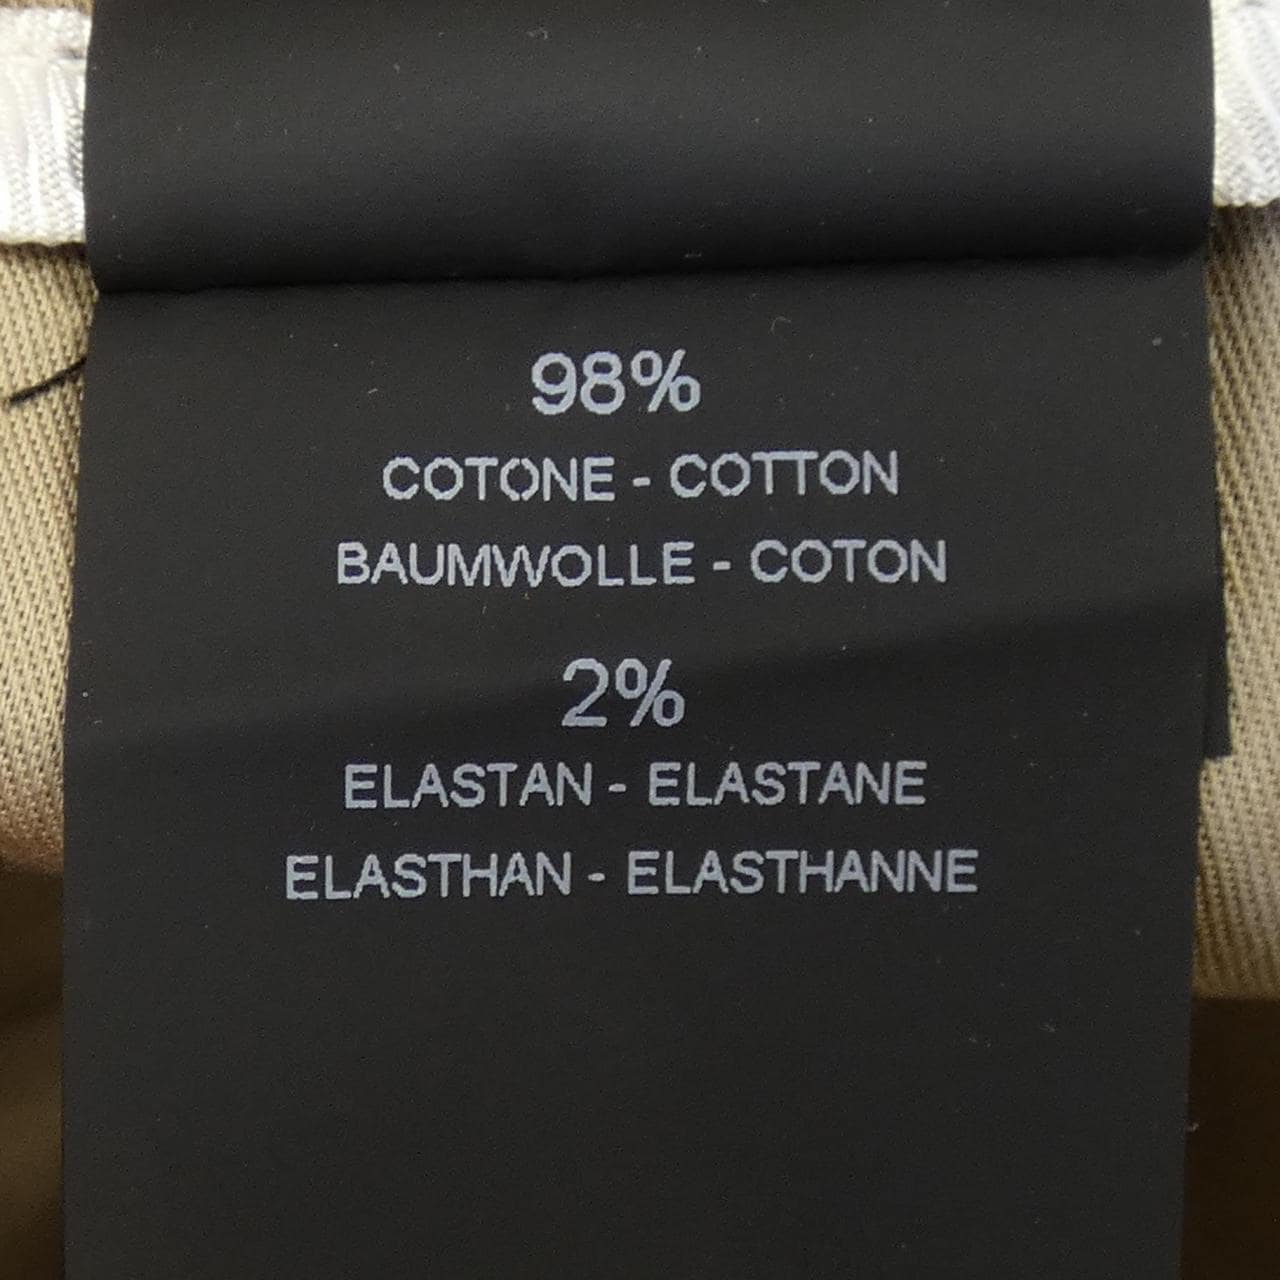 98%
COTONE - COTTON
BAUMWOLLE - COTON
2%
ELASTAN - ELASTANE
ELASTHAN - ELASTHANNE